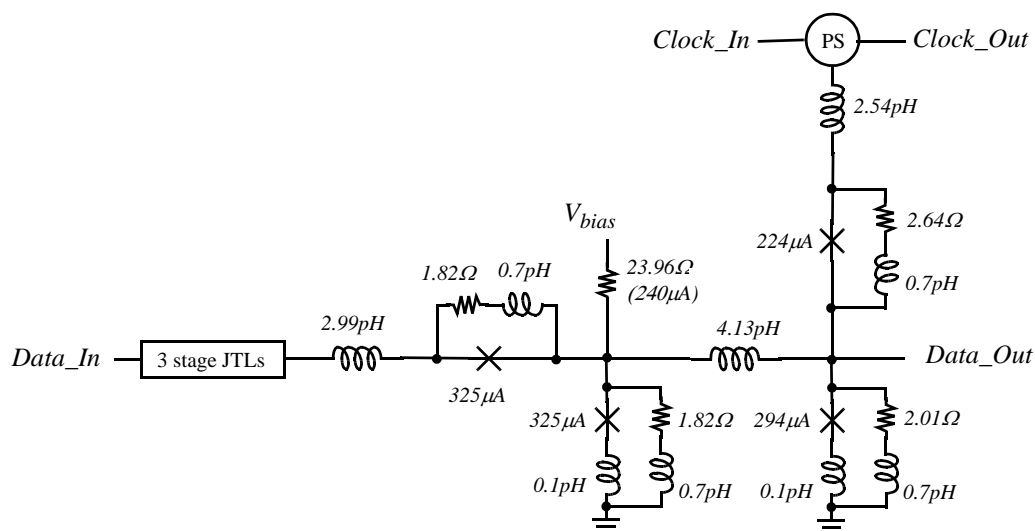 Clock_In PS Clock_Out
2.54pH
V_bias
2.64Ω
224μA
1.82Ω 0.7pH
23.96Ω
(240μA)
0.7pH
2.99pH
4.13pH
Data_In 3 stage JTLs
Data_Out
325μA
325μA 1.82Ω
294μA 2.01Ω
0.1pH 0.7pH
0.1pH 0.7pH